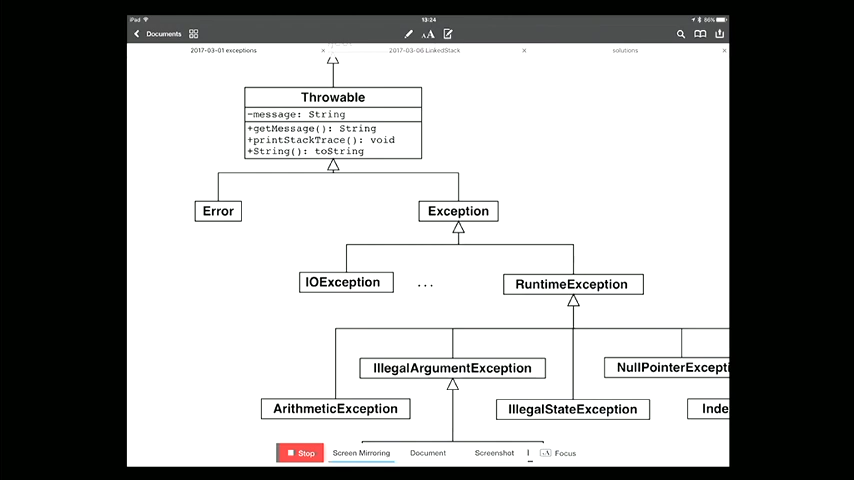 iPad
13:24
86%
Documents
AA
2017-03-01 exceptions
×
2017-03-06 LinkedStack
×
solutions
×
Throwable
-message: String
+getMessage(): String
+printStackTrace(): void
+String(): toString
Error
Exception
IOException
...
RuntimeException
IllegalArgumentException
NullPointerExcepti
ArithmeticException
IllegalStateException
Inde
Stop
Screen Mirroring
Document
Screenshot
Focus